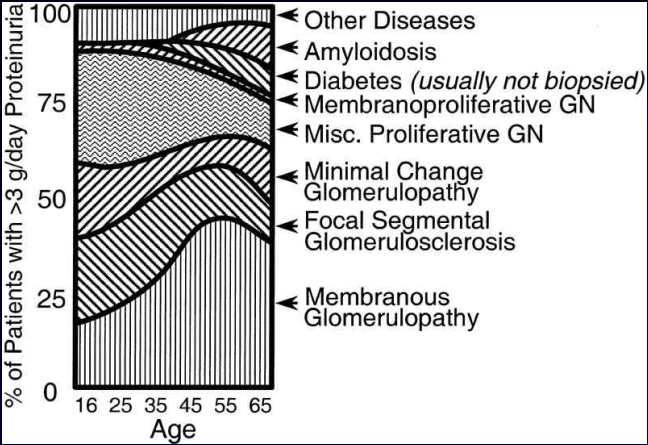 % of Patients with >3 g/day Proteinuria
100
75
50
25
0
16 25 35 45 55 65
Age
Other Diseases
Amyloidosis
Diabetes (usually not biopsied)
Membranoproliferative GN
Misc. Proliferative GN
Minimal Change
Glomerulopathy
Focal Segmental
Glomerulosclerosis
Membranous
Glomerulopathy